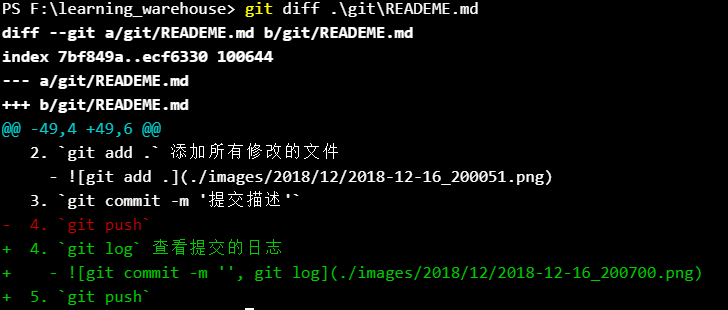 PS F:\learning_warehouse> git diff .\git\READEME.md
diff --git a/git/READEME.md b/git/READEME.md
index 7bf849a..ecf6330 100644
--- a/git/READEME.md
+++ b/git/READEME.md
@@ -49,4 +49,6 @@
   2. `git add .` 添加所有修改的文件
     - ![git add .](./images/2018/12/2018-12-16_200051.png)
   3. `git commit -m '提交描述'`
-  4. `git push`
+  4. `git log` 查看提交的日志
+    - ![git commit -m '', git log](./images/2018/12/2018-12-16_200700.png)
+  5. `git push`